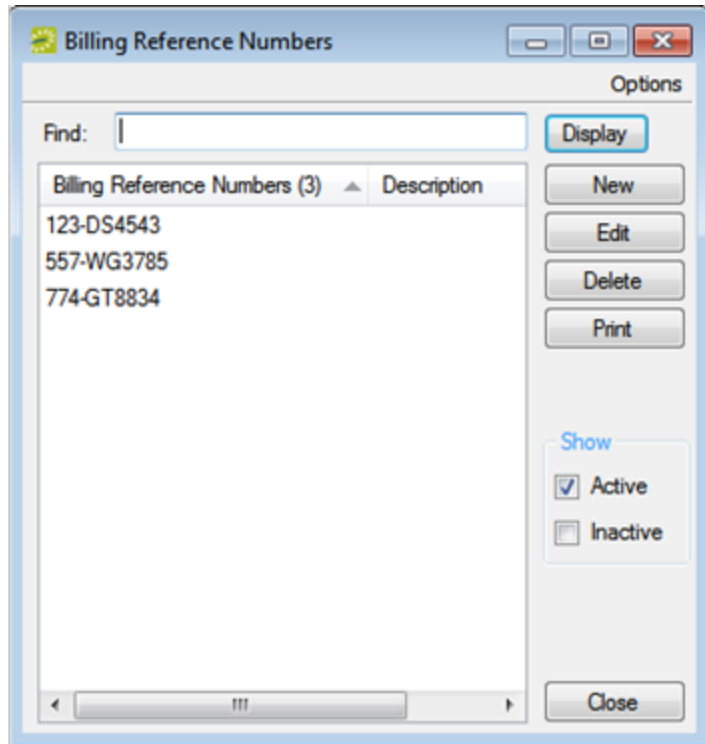 Billing Reference Numbers
Options
Find:
Display
Billing Reference Numbers (3) Description
123-DS4543
557-WG3785
774-GT8834
New
Edit
Delete
Print
Show
Active
Inactive
Close